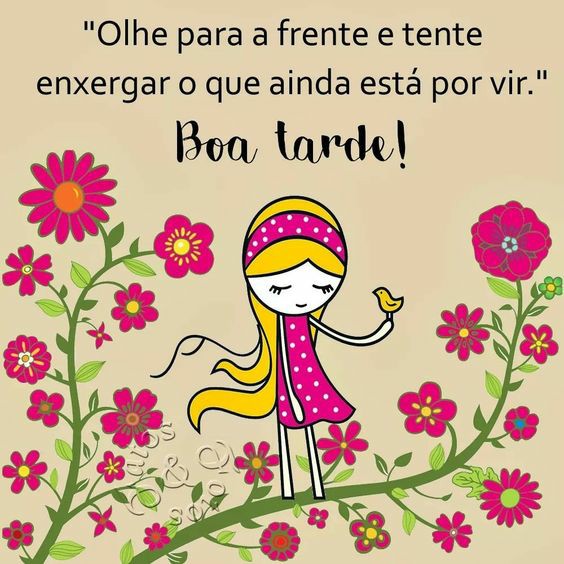 "Olhe para a frente e tente
enxergar o que ainda está por vir."
Boa tarde!